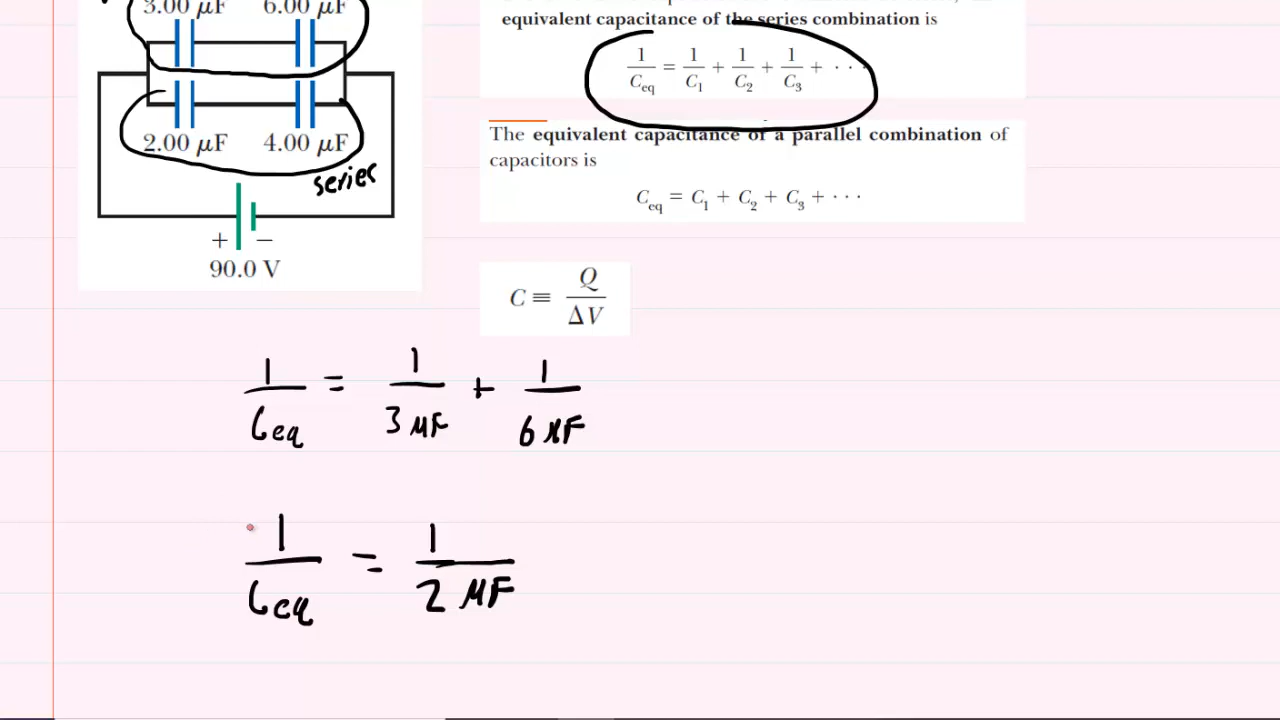 3.00 μF 6.00 μF
2.00 μF 4.00 μF
series
+ −
90.0 V
equivalent capacitance of the series combination is
1/C_eq = 1/C_1 + 1/C_2 + 1/C_3 + · · ·
The equivalent capacitance of a parallel combination of
capacitors is
C_eq = C_1 + C_2 + C_3 + · · ·
C ≡ Q/ΔV
1/Ceq = 1/3 μF + 1/6 μF
1/Ceq = 1/2 μF